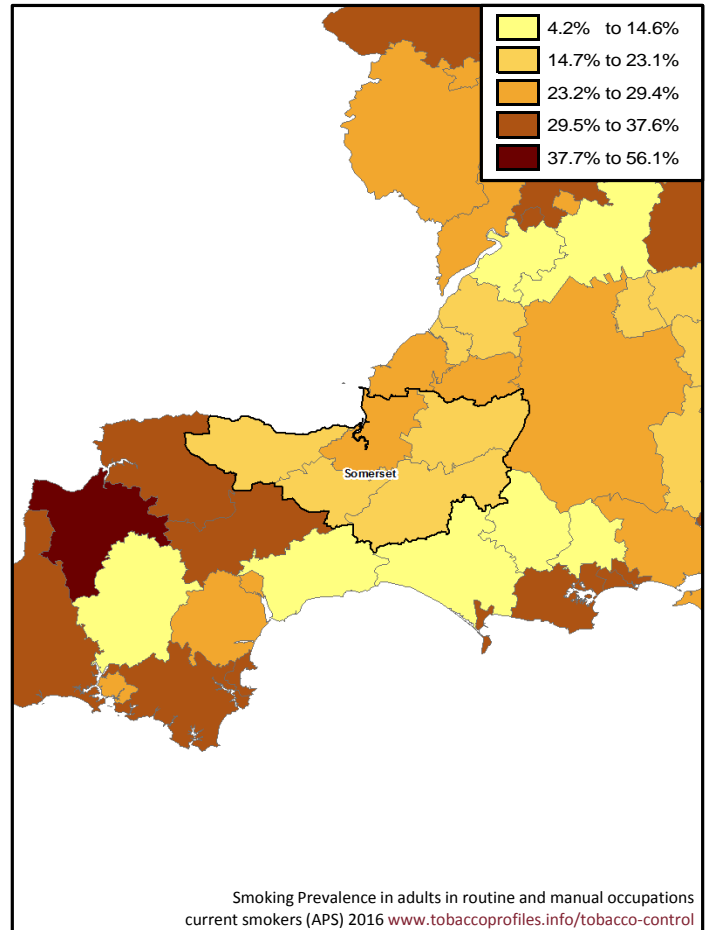 4.2% to 14.6%
14.7% to 23.1%
23.2% to 29.4%
29.5% to 37.6%
37.7% to 56.1%
Somerset
Smoking Prevalence in adults in routine and manual occupations
current smokers (APS) 2016 www.tobaccoprofiles.info/tobacco-control